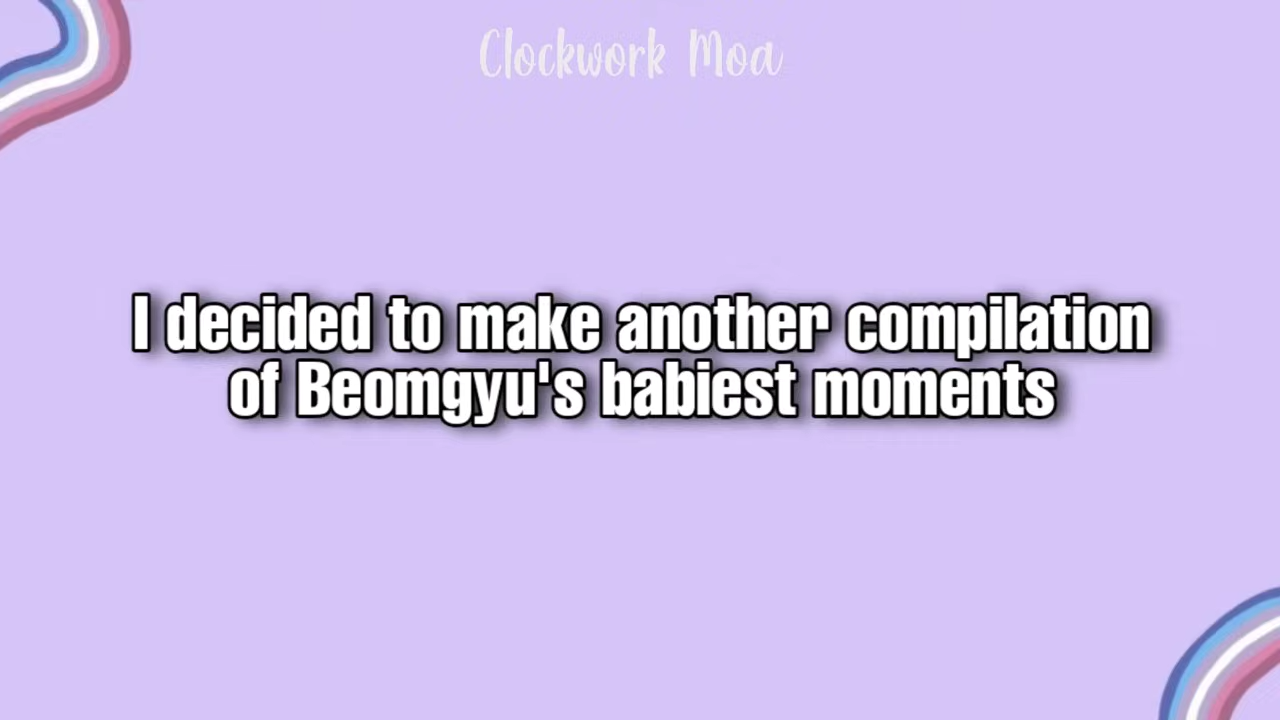 Clockwork Moa
I decided to make another compilation
of Beomgyu's babiest moments